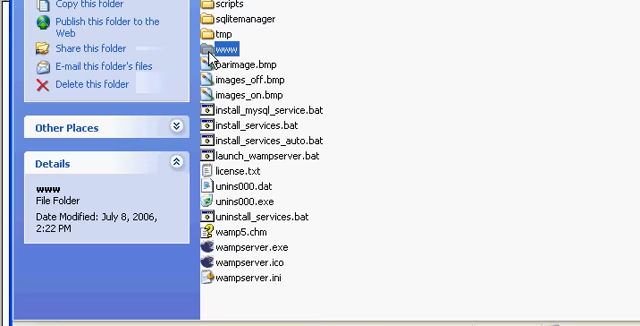 Copy this folder
Publish this folder to the
Web
Share this folder
E-mail this folder's files
Delete this folder
Other Places
Details
www
File Folder
Date Modified: July 8, 2006,
2:22 PM
scripts
sqlitemanager
tmp
www
barimage.bmp
images_off.bmp
images_on.bmp
install_mysql_service.bat
install_services.bat
install_services_auto.bat
launch_wampserver.bat
license.txt
unins000.dat
unins000.exe
uninstall_services.bat
wamp5.chm
wampserver.exe
wampserver.ico
wampserver.ini